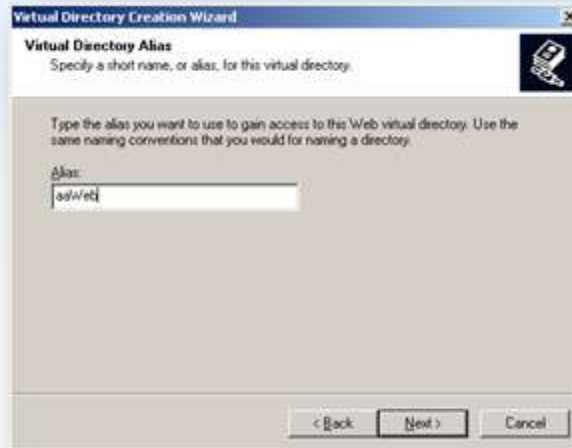 Virtual Directory Creation Wizard
Virtual Directory Alias
Specify a short name, or alias, for this virtual directory.
Type the alias you want to use to gain access to this Web virtual directory. Use the
same naming conventions that you would for naming a directory.
Alias:
aaWeb
< Back Next > Cancel